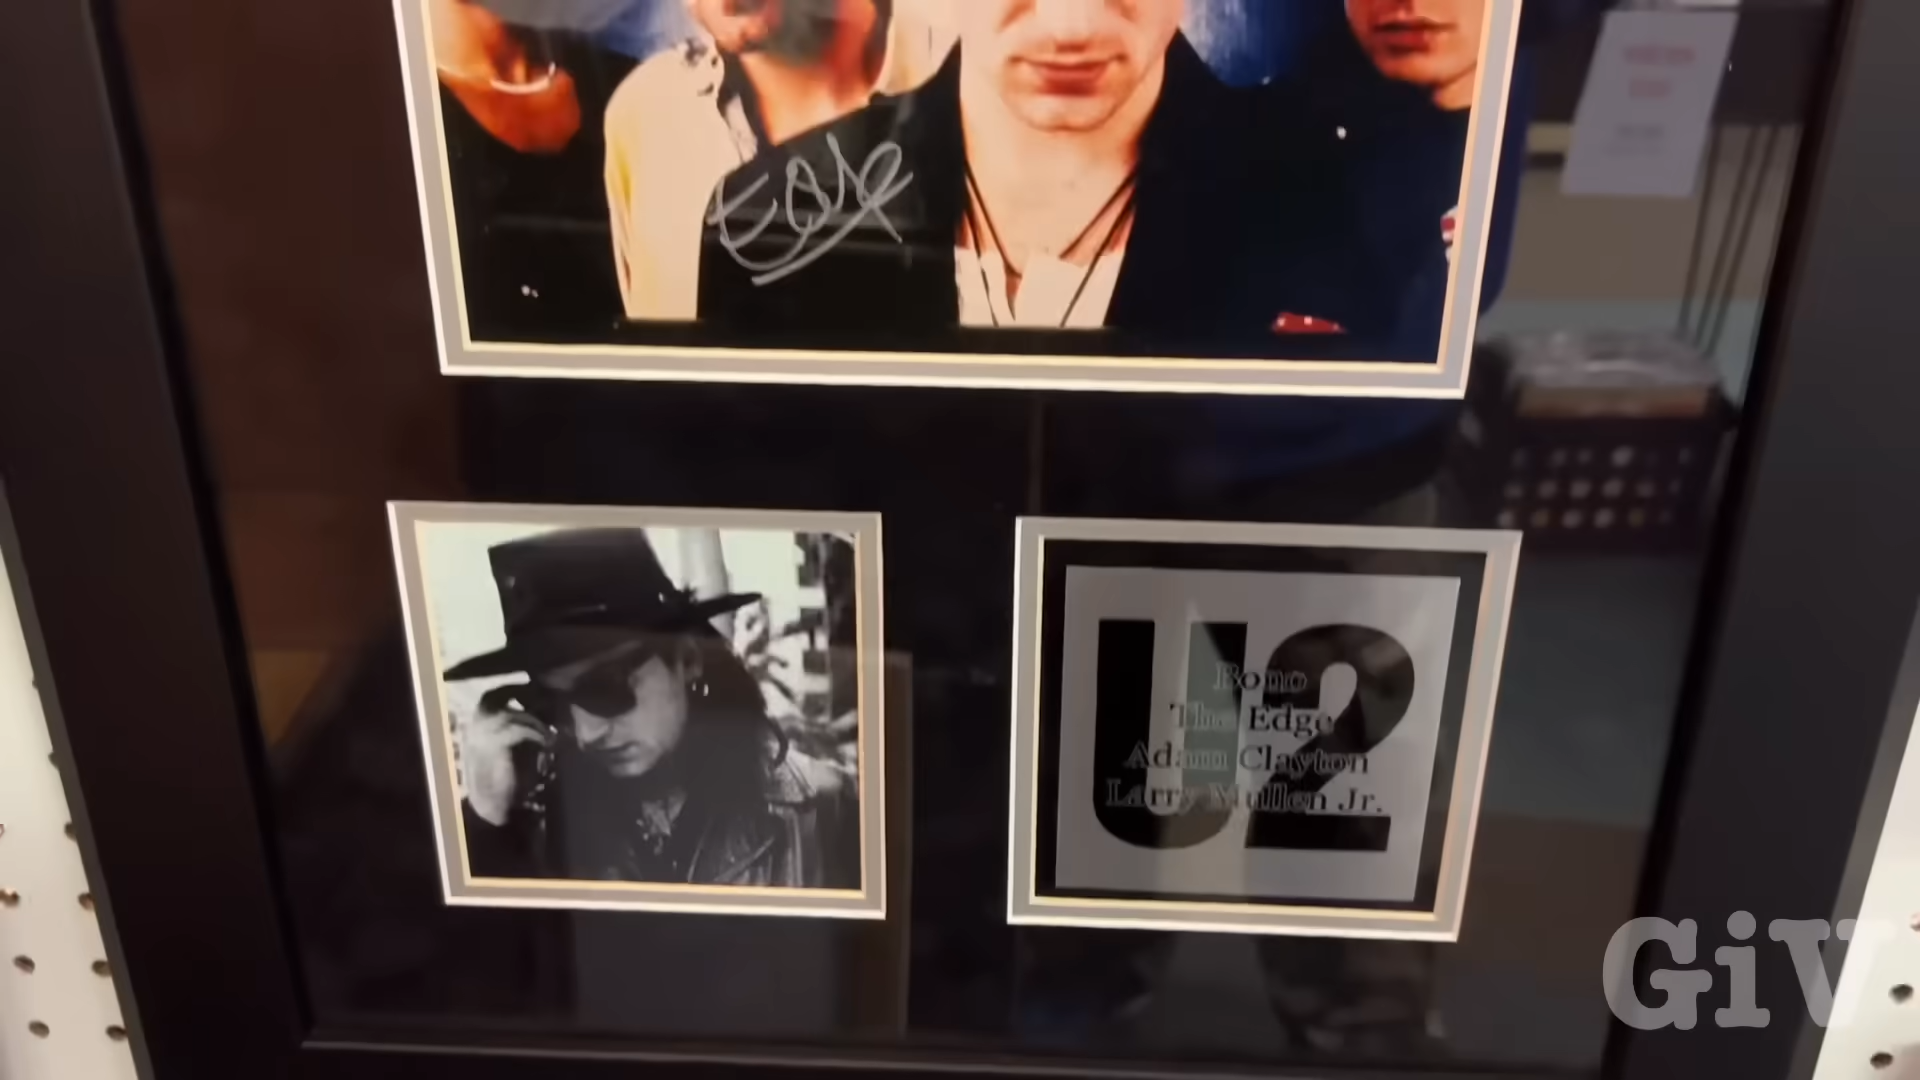 Edge
U2
Bono
The Edge
Adam Clayton
Larry Mullen Jr.
GiV